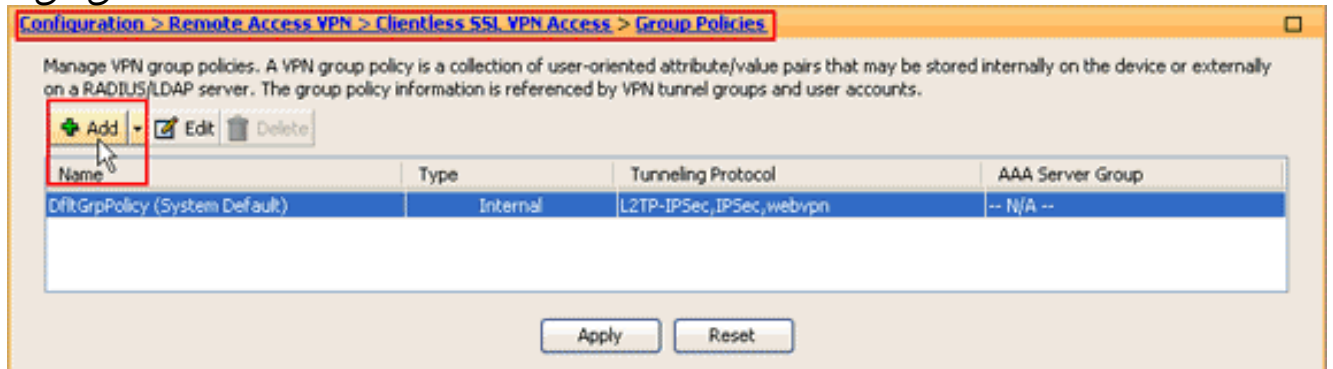 Configuration > Remote Access VPN > Clientless SSL VPN Access > Group Policies
Manage VPN group policies. A VPN group policy is a collection of user-oriented attribute/value pairs that may be stored internally on the device or externally
on a RADIUS/LDAP server. The group policy information is referenced by VPN tunnel groups and user accounts.
Add Edit Delete
Name Type Tunneling Protocol AAA Server Group
DfltGrpPolicy (System Default) Internal L2TP-IPSec,IPSec,webvpn -- N/A --
Apply Reset